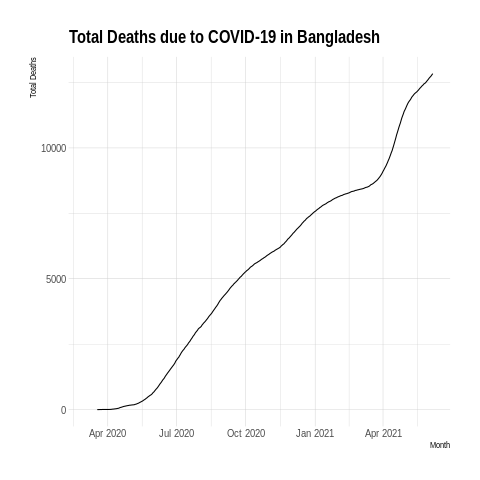 Total Deaths due to COVID-19 in Bangladesh
Total Deaths
10000
5000
0
Apr 2020 Jul 2020 Oct 2020 Jan 2021 Apr 2021
Month